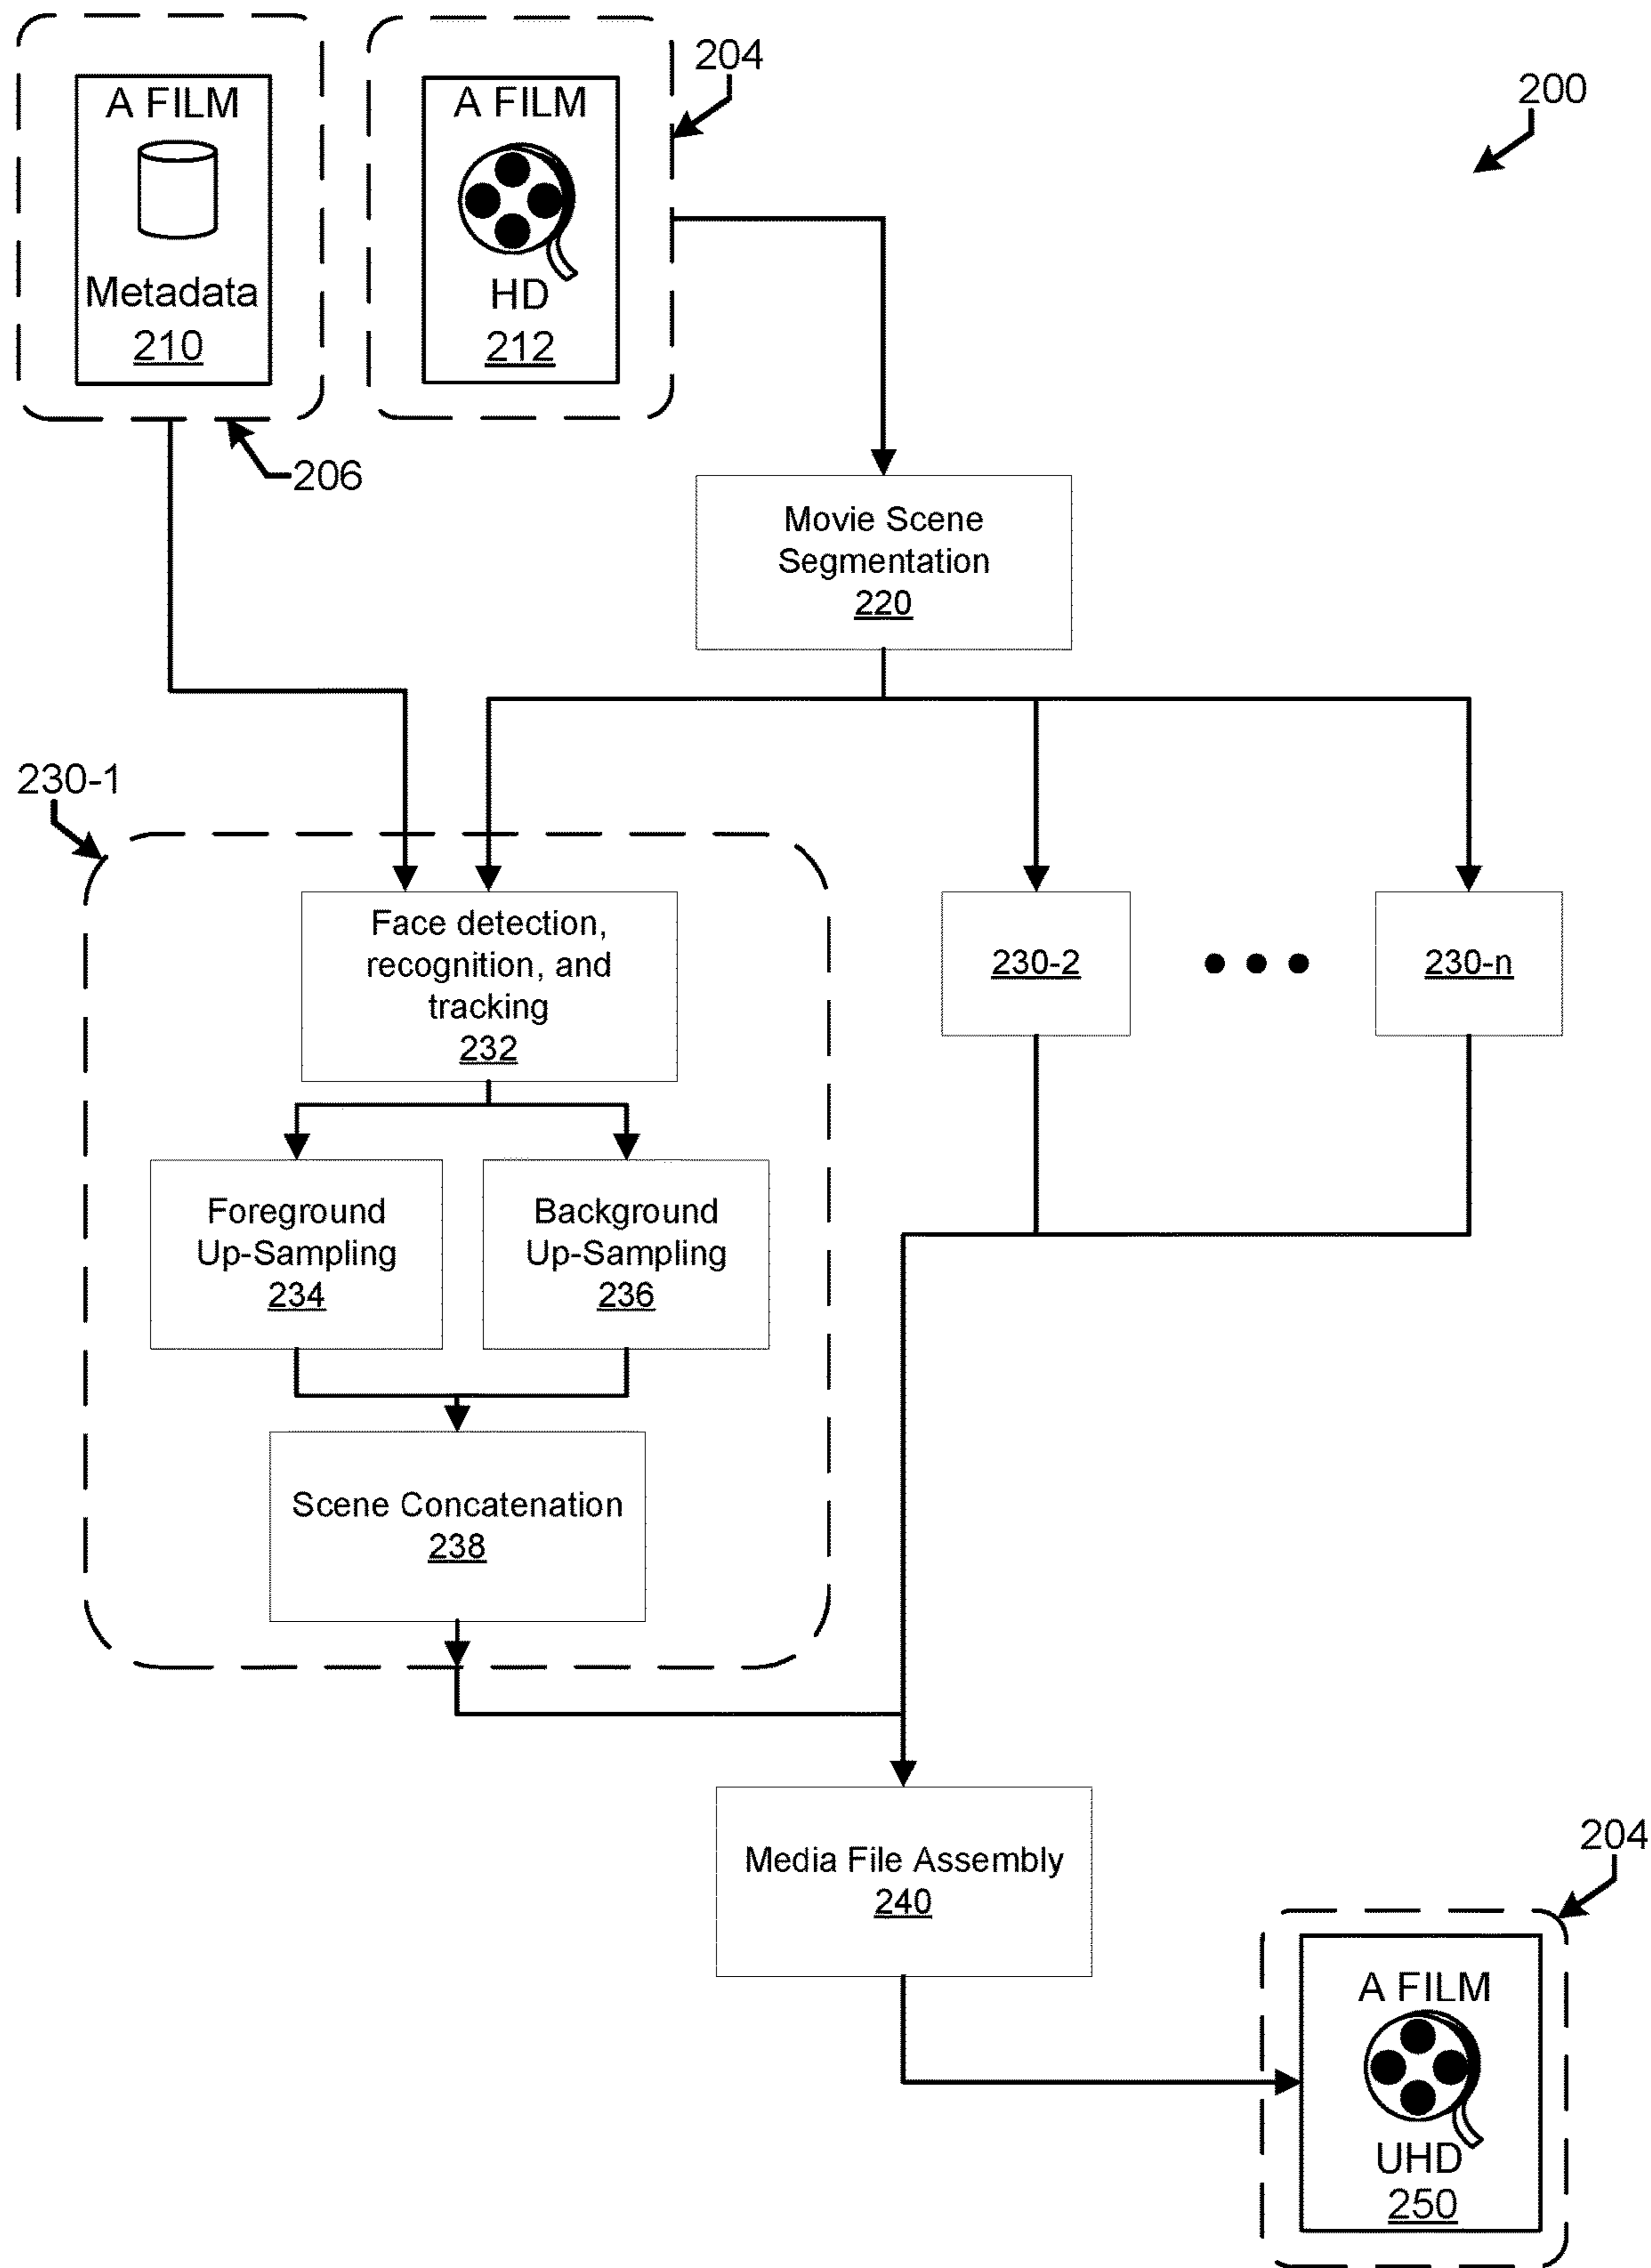 A FILM
Metadata
210
206
A FILM
HD
212
204
200
Movie Scene
Segmentation
220
230-1
Face detection,
recognition, and
tracking
232
230-2
230-n
Foreground
Up-Sampling
234
Background
Up-Sampling
236
Scene Concatenation
238
Media File Assembly
240
204
A FILM
UHD
250